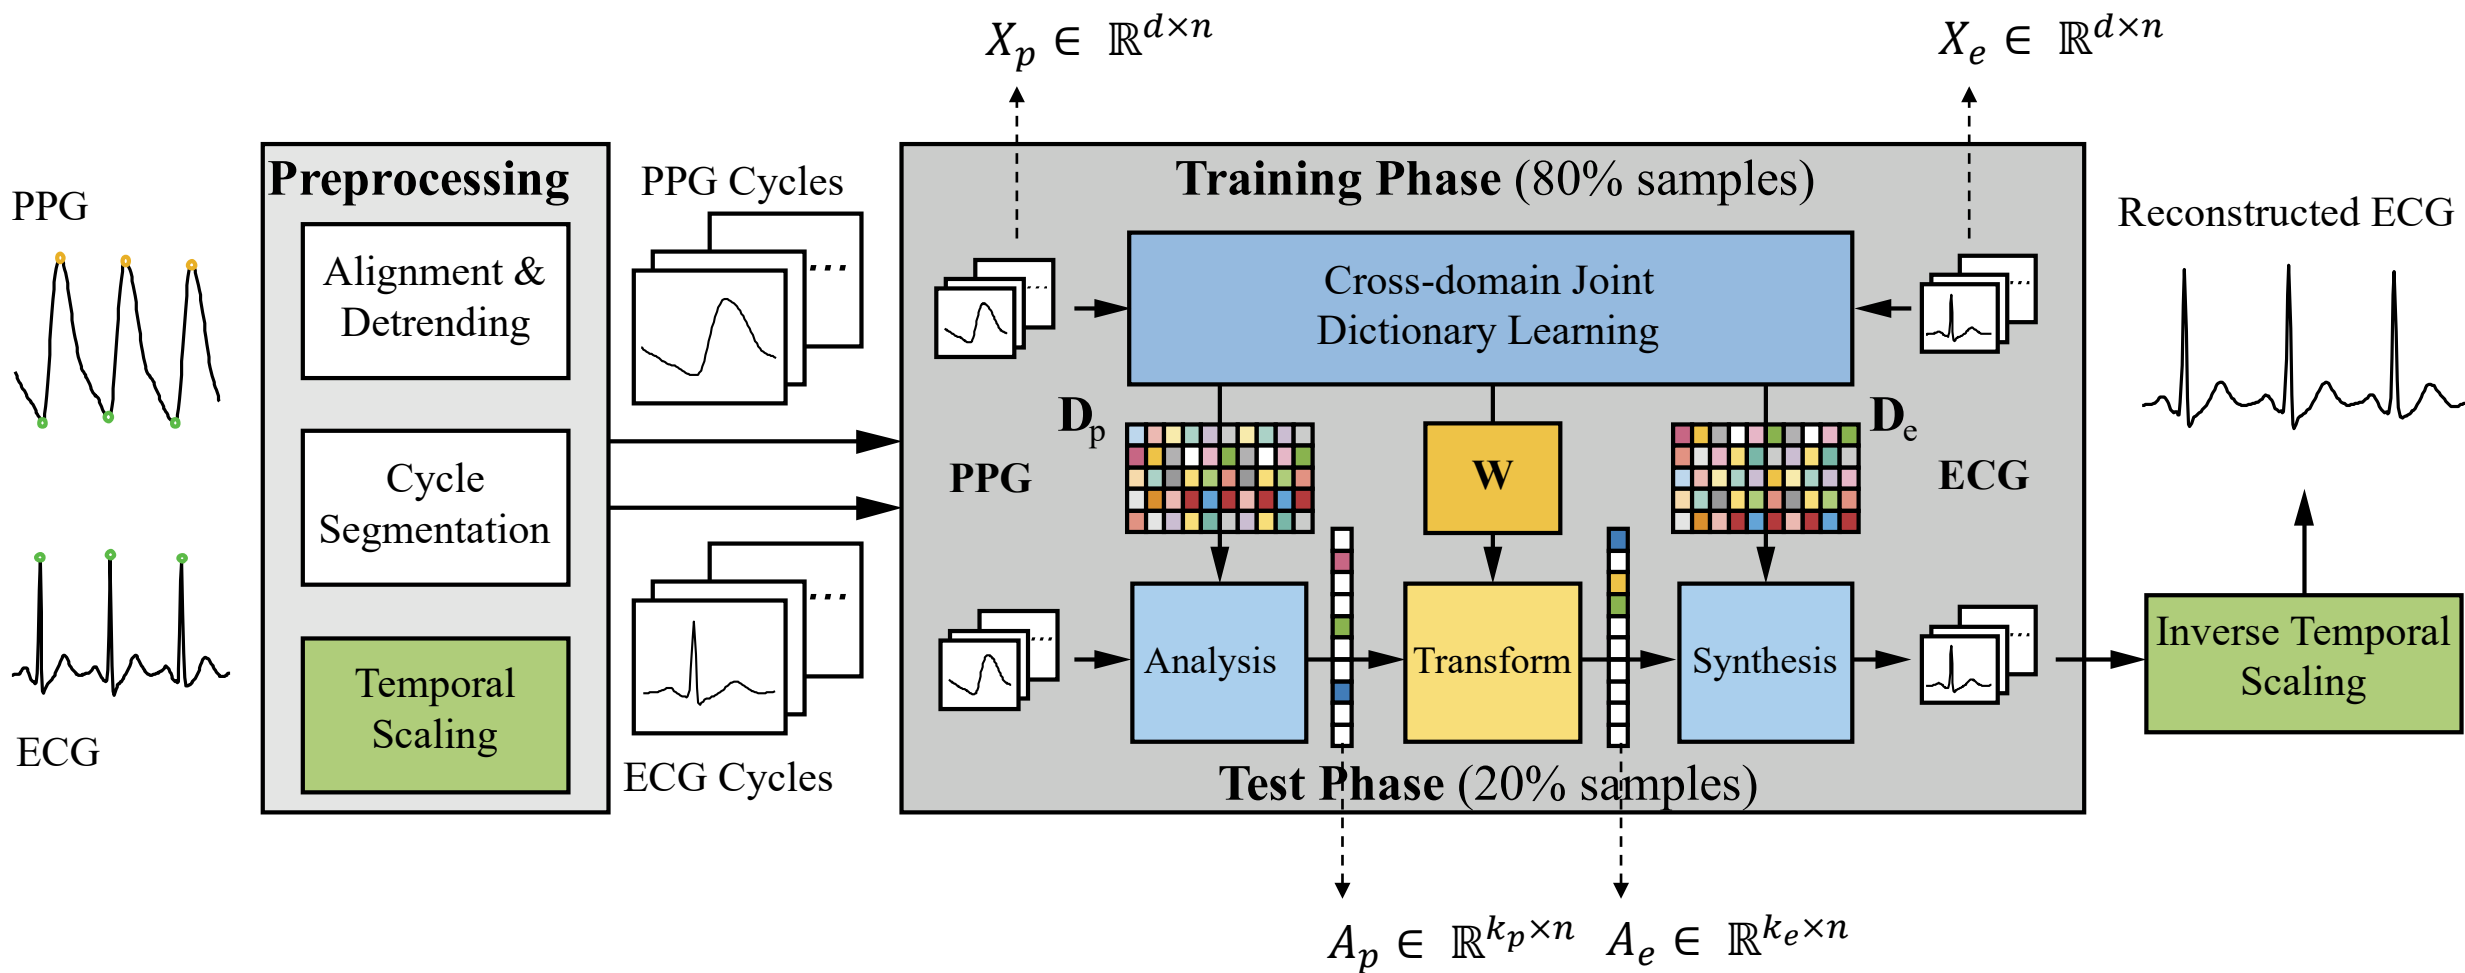 X_p ∈ ℝ^{d×n}
X_e ∈ ℝ^{d×n}
PPG
ECG
Preprocessing
Alignment &
Detrending
Cycle
Segmentation
Temporal
Scaling
PPG Cycles
...
...
ECG Cycles
Training Phase (80% samples)
...
Cross-domain Joint
Dictionary Learning
...
D_p
W
D_e
PPG
ECG
...
Analysis
Transform
Synthesis
...
Test Phase (20% samples)
A_p ∈ ℝ^{k_p×n}
A_e ∈ ℝ^{k_e×n}
Reconstructed ECG
Inverse Temporal
Scaling